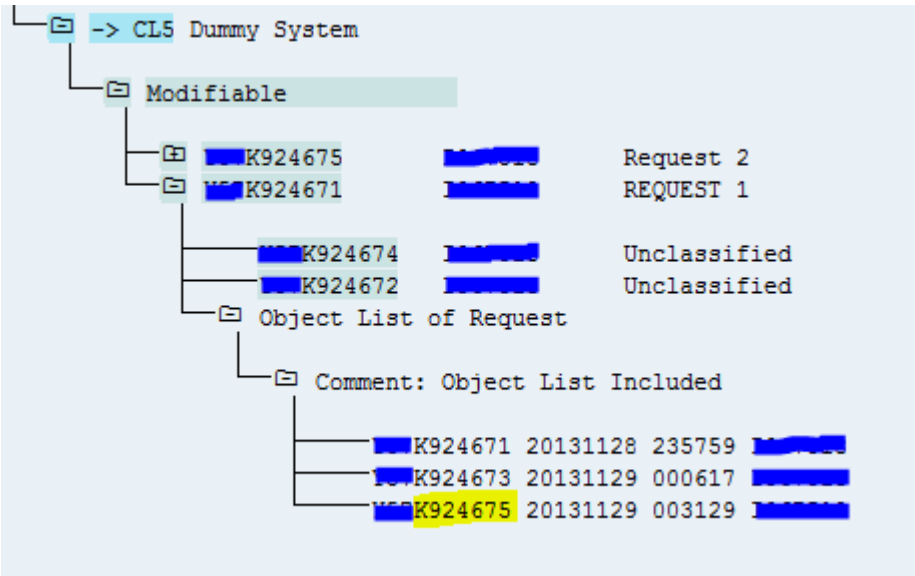 -> CL5 Dummy System
Modifiable
K924675 Request 2
K924671 REQUEST 1
K924674 Unclassified
K924672 Unclassified
Object List of Request
Comment: Object List Included
K924671 20131128 235759
K924673 20131129 000617
K924675 20131129 003129